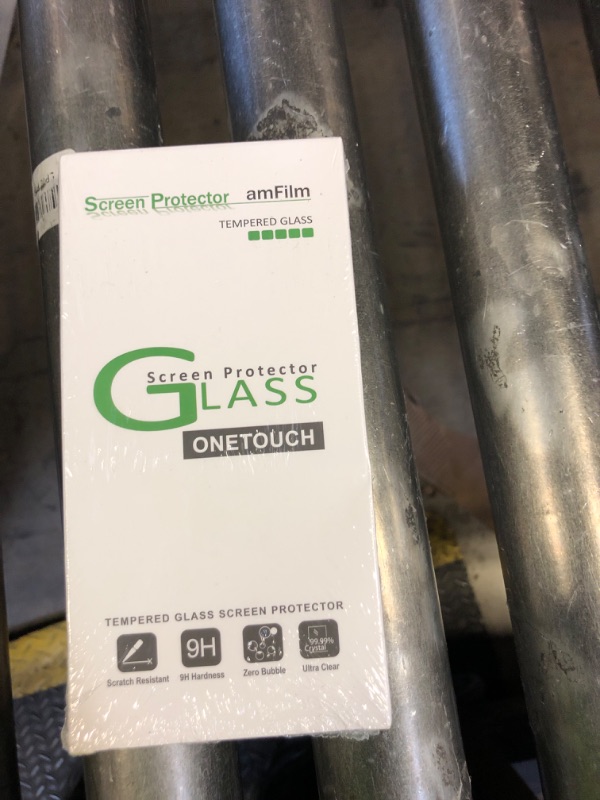 Screen Protector amFilm
TEMPERED GLASS
Screen Protector
GLASS
ONETOUCH
TEMPERED GLASS SCREEN PROTECTOR
9H
99.99%
Crystal
Scratch Resistant 9H Hardness Zero Bubble Ultra Clear